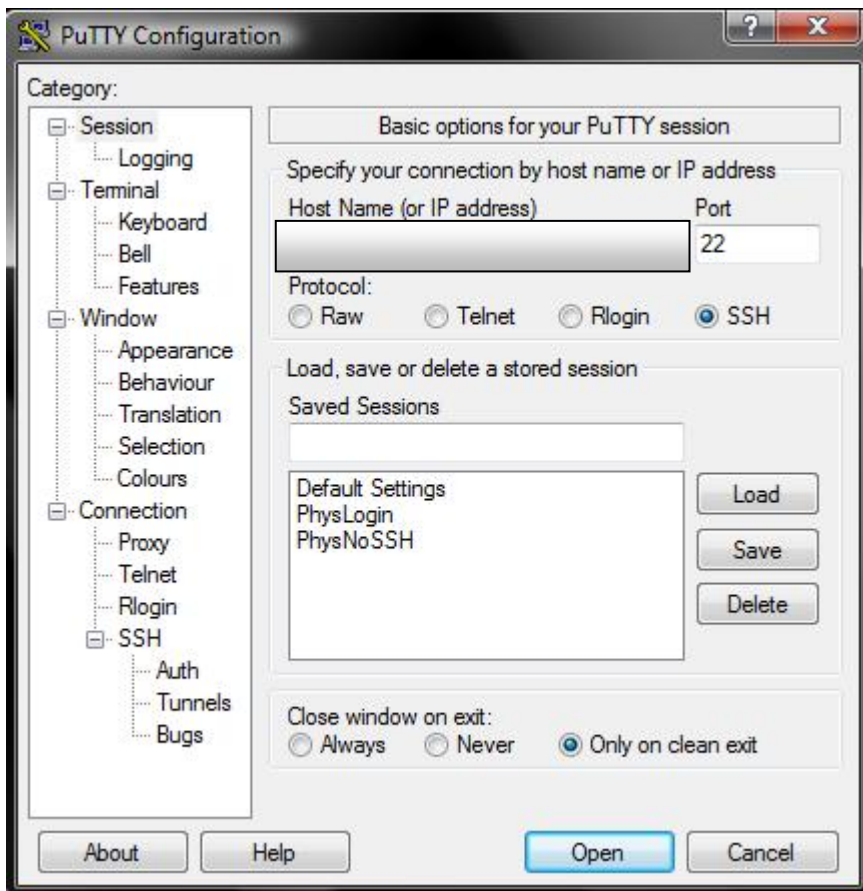 PuTTY Configuration
?
X
Category:
Session
Logging
Terminal
Keyboard
Bell
Features
Window
Appearance
Behaviour
Translation
Selection
Colours
Connection
Proxy
Telnet
Rlogin
SSH
Auth
Tunnels
Bugs
Basic options for your PuTTY session
Specify your connection by host name or IP address
Host Name (or IP address) Port
22
Protocol:
Raw Telnet Rlogin SSH
Load, save or delete a stored session
Saved Sessions
Default Settings
PhysLogin
PhysNoSSH
Load
Save
Delete
Close window on exit:
Always Never Only on clean exit
About Help Open Cancel